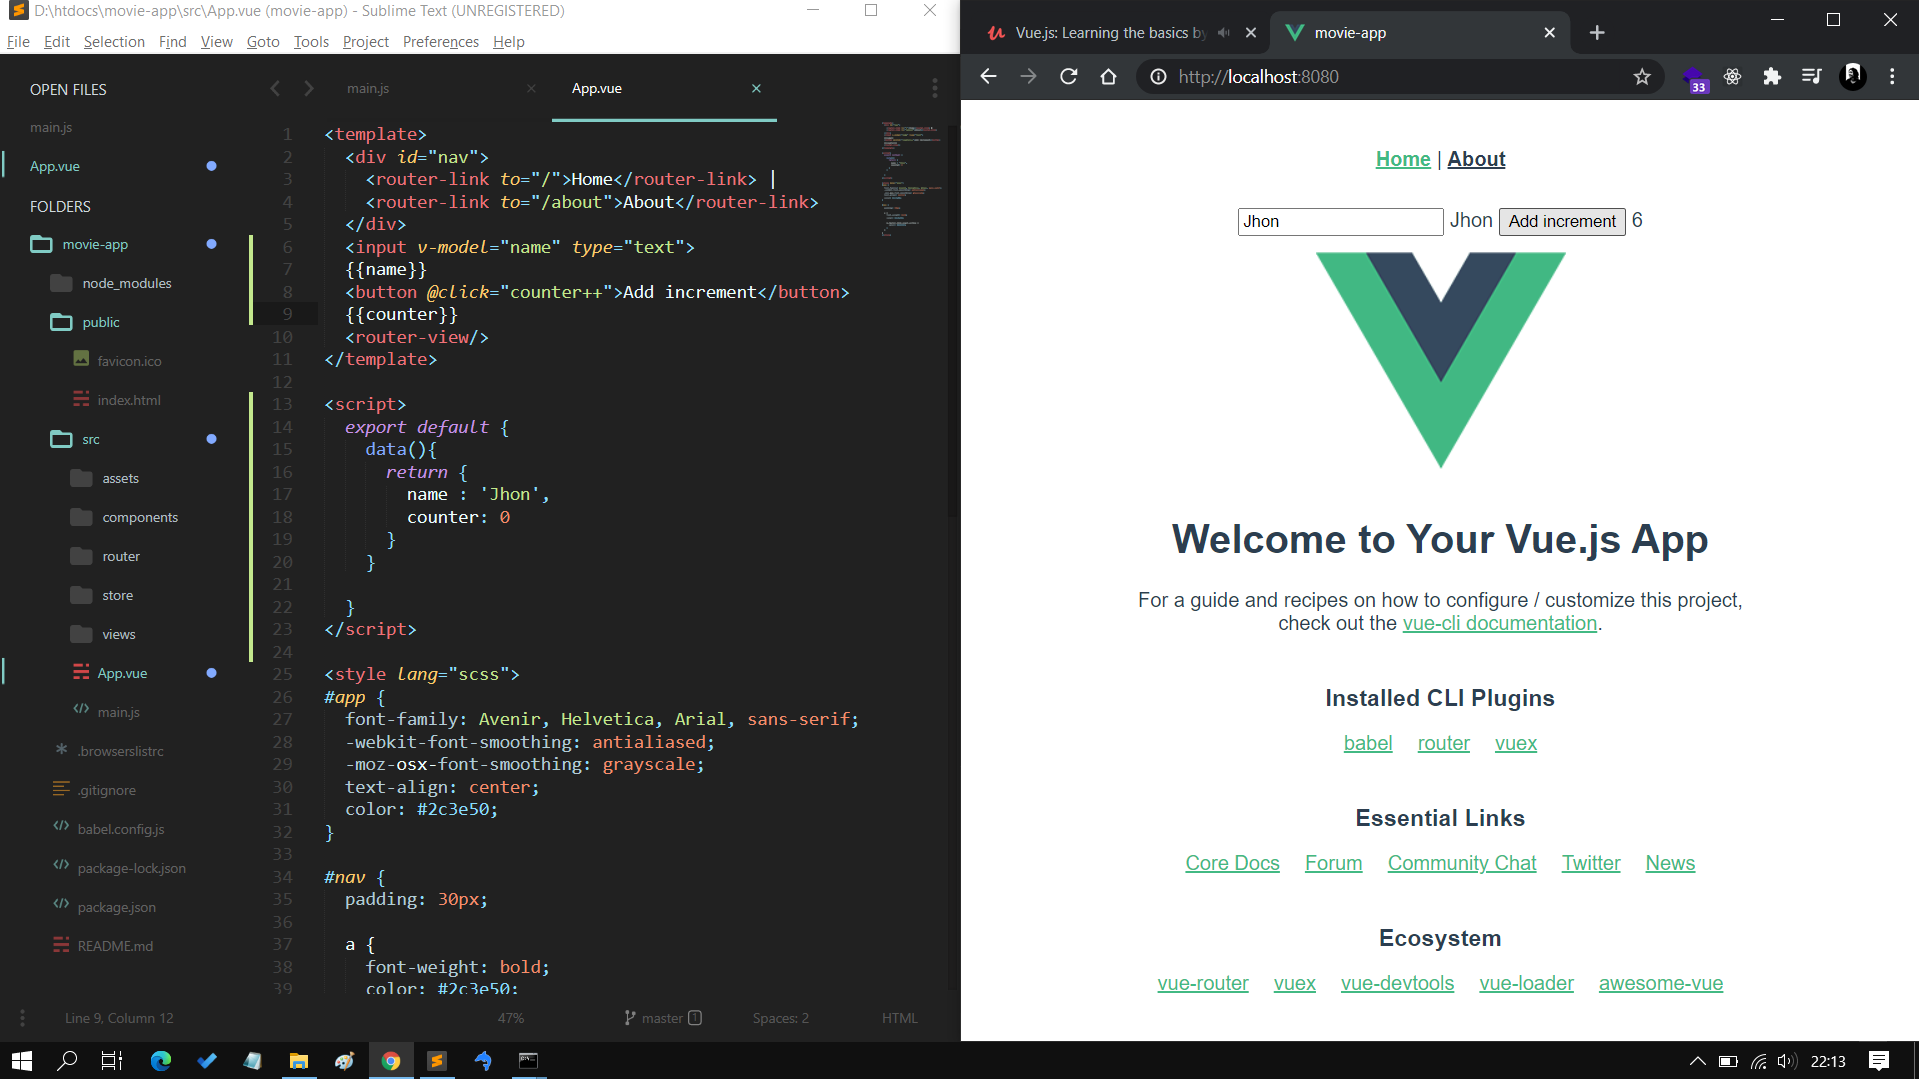 D:\htdocs\movie-app\src\App.vue (movie-app) - Sublime Text (UNREGISTERED)
File Edit Selection Find View Goto Tools Project Preferences Help
OPEN FILES
main.js
App.vue
FOLDERS
movie-app
node_modules
public
favicon.ico
index.html
src
assets
components
router
store
views
App.vue
main.js
.browserslistrc
.gitignore
babel.config.js
package-lock.json
package.json
README.md
main.js
App.vue
1 <template>
2 <div id="nav">
3 <router-link to="/">Home</router-link> |
4 <router-link to="/about">About</router-link>
5 </div>
6 <input v-model="name" type="text">
7 {{name}}
8 <button @click="counter++">Add increment</button>
9 {{counter}}
10 <router-view/>
11 </template>
12
13 <script>
14 export default {
15 data(){
16 return {
17 name : 'Jhon',
18 counter: 0
19 }
20 }
21
22 }
23 </script>
24
25 <style lang="scss">
26 #app {
27 font-family: Avenir, Helvetica, Arial, sans-serif;
28 -webkit-font-smoothing: antialiased;
29 -moz-osx-font-smoothing: grayscale;
30 text-align: center;
31 color: #2c3e50;
32 }
33
34 #nav {
35 padding: 30px;
36
37 a {
38 font-weight: bold;
39 color: #2c3e50;
Line 9, Column 12 47% master 1 Spaces: 2 HTML
Vue.js: Learning the basics by
movie-app
http://localhost:8080
33
Home | About
Jhon Jhon Add increment 6
Welcome to Your Vue.js App
For a guide and recipes on how to configure / customize this project,
check out the vue-cli documentation.
Installed CLI Plugins
babel router vuex
Essential Links
Core Docs Forum Community Chat Twitter News
Ecosystem
vue-router vuex vue-devtools vue-loader awesome-vue
22:13